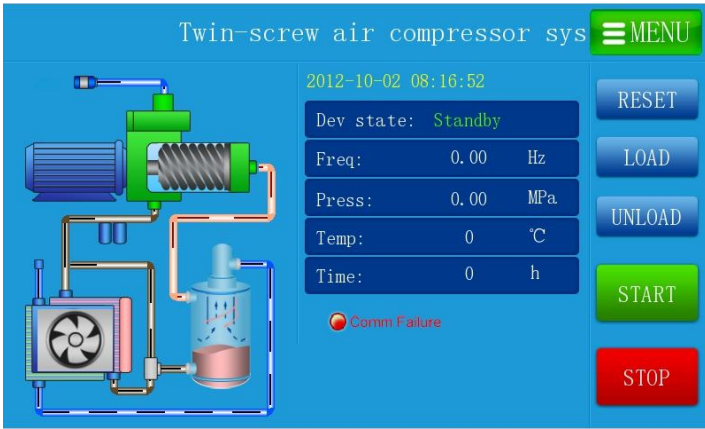 Twin-screw air compressor sys
MENU
2012-10-02 08:16:52
Dev state: Standby
Freq: 0.00 Hz
Press: 0.00 MPa
Temp: 0 ℃
Time: 0 h
Comm Failure
RESET
LOAD
UNLOAD
START
STOP